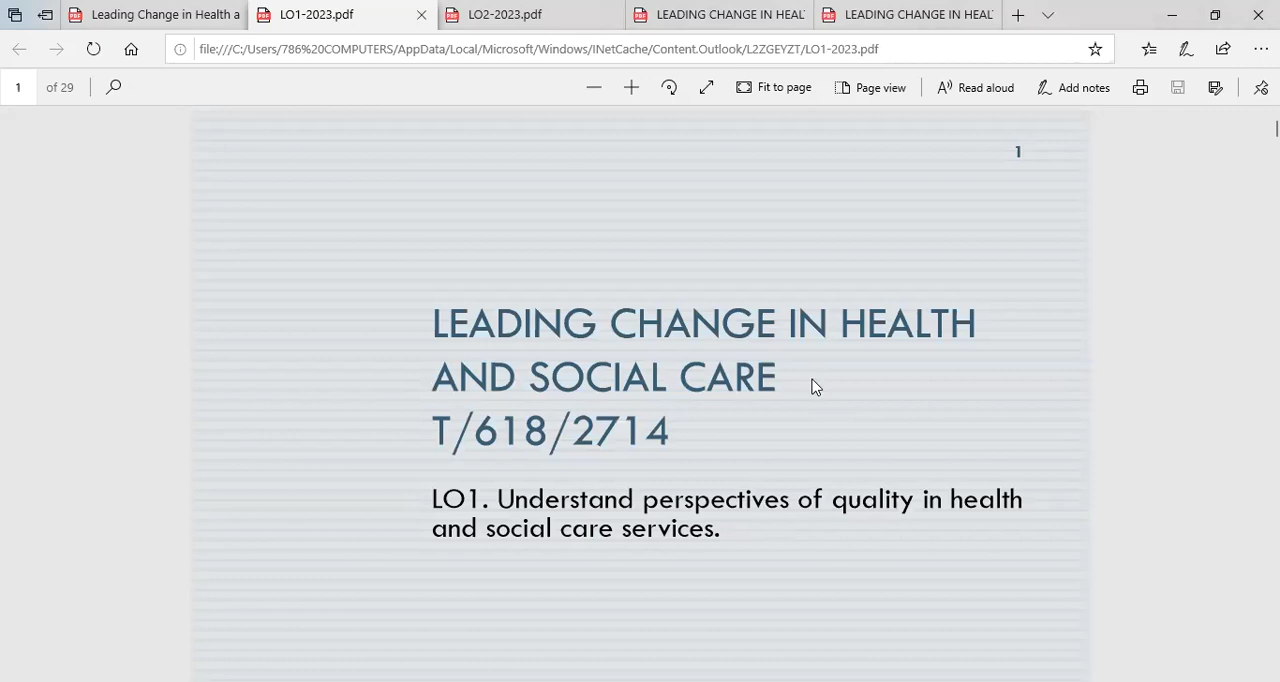 Leading Change in Health a
LO1-2023.pdf
LO2-2023.pdf
LEADING CHANGE IN HEAL
LEADING CHANGE IN HEAL
file:///C:/Users/786%20COMPUTERS/AppData/Local/Microsoft/Windows/INetCache/Content.Outlook/L2ZGEYZT/LO1-2023.pdf
1 of 29
Fit to page
Page view
Read aloud
Add notes
1
LEADING CHANGE IN HEALTH
AND SOCIAL CARE
T/618/2714
LO1. Understand perspectives of quality in health
and social care services.